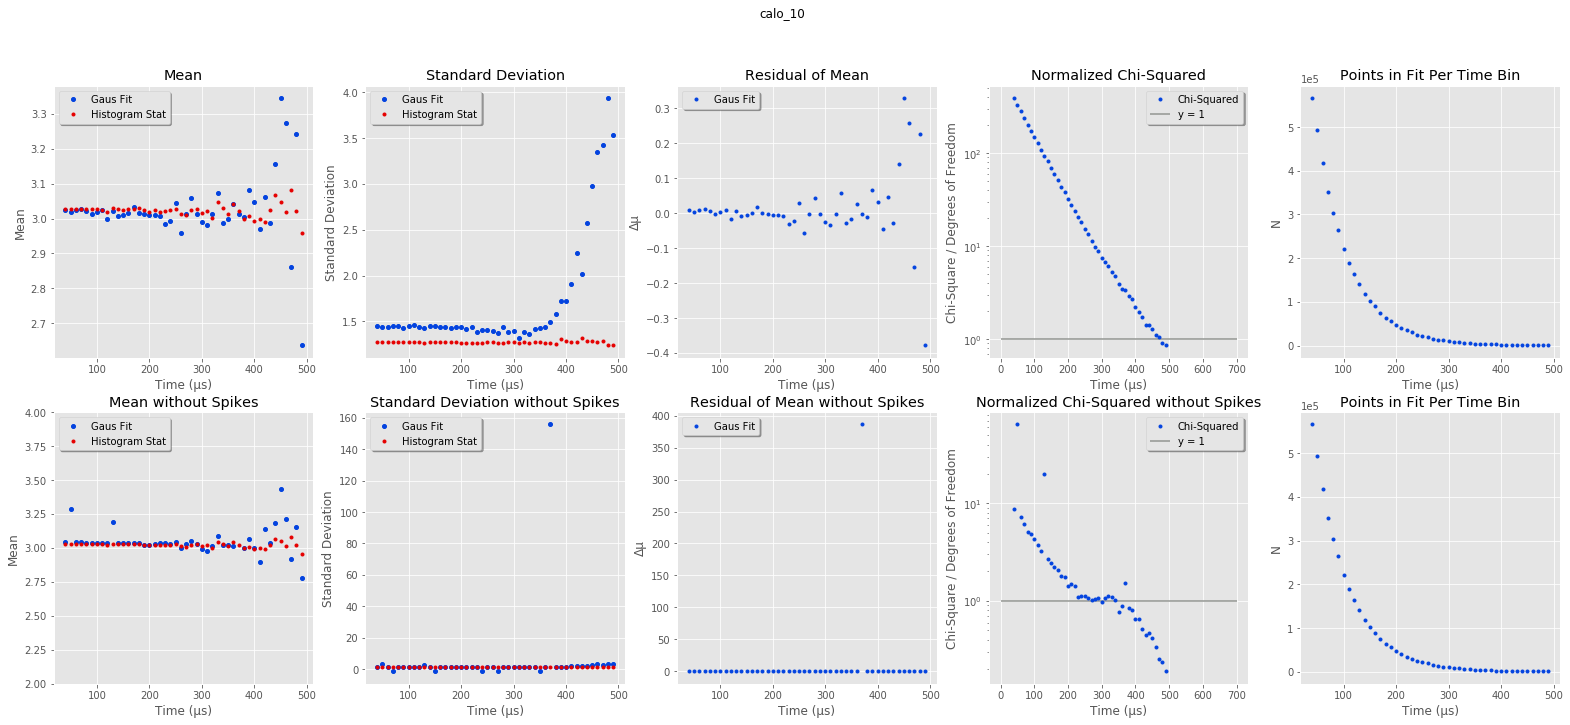 calo_10
Mean
Gaus Fit
Histogram Stat
Mean
3.3
3.2
3.1
3.0
2.9
2.8
2.7
100 200 300 400 500
Time (µs)
Standard Deviation
Gaus Fit
Histogram Stat
Standard Deviation
4.0
3.5
3.0
2.5
2.0
1.5
100 200 300 400 500
Time (µs)
Residual of Mean
Gaus Fit
Δµ
0.3
0.2
0.1
0.0
−0.1
−0.2
−0.3
−0.4
100 200 300 400 500
Time (µs)
Normalized Chi-Squared
Chi-Squared
y = 1
Chi-Square / Degrees of Freedom
10²
10¹
10⁰
0 100 200 300 400 500 600 700
Time (µs)
Points in Fit Per Time Bin
1e5
N
5
4
3
2
1
0
100 200 300 400 500
Time (µs)
Mean without Spikes
Gaus Fit
Histogram Stat
Mean
4.00
3.75
3.50
3.25
3.00
2.75
2.50
2.25
2.00
100 200 300 400 500
Time (µs)
Standard Deviation without Spikes
Gaus Fit
Histogram Stat
Standard Deviation
160
140
120
100
80
60
40
20
0
100 200 300 400 500
Time (µs)
Residual of Mean without Spikes
Gaus Fit
Δµ
400
350
300
250
200
150
100
50
0
100 200 300 400 500
Time (µs)
Normalized Chi-Squared without Spikes
Chi-Squared
y = 1
Chi-Square / Degrees of Freedom
10¹
10⁰
0 100 200 300 400 500 600 700
Time (µs)
Points in Fit Per Time Bin
1e5
N
5
4
3
2
1
0
100 200 300 400 500
Time (µs)